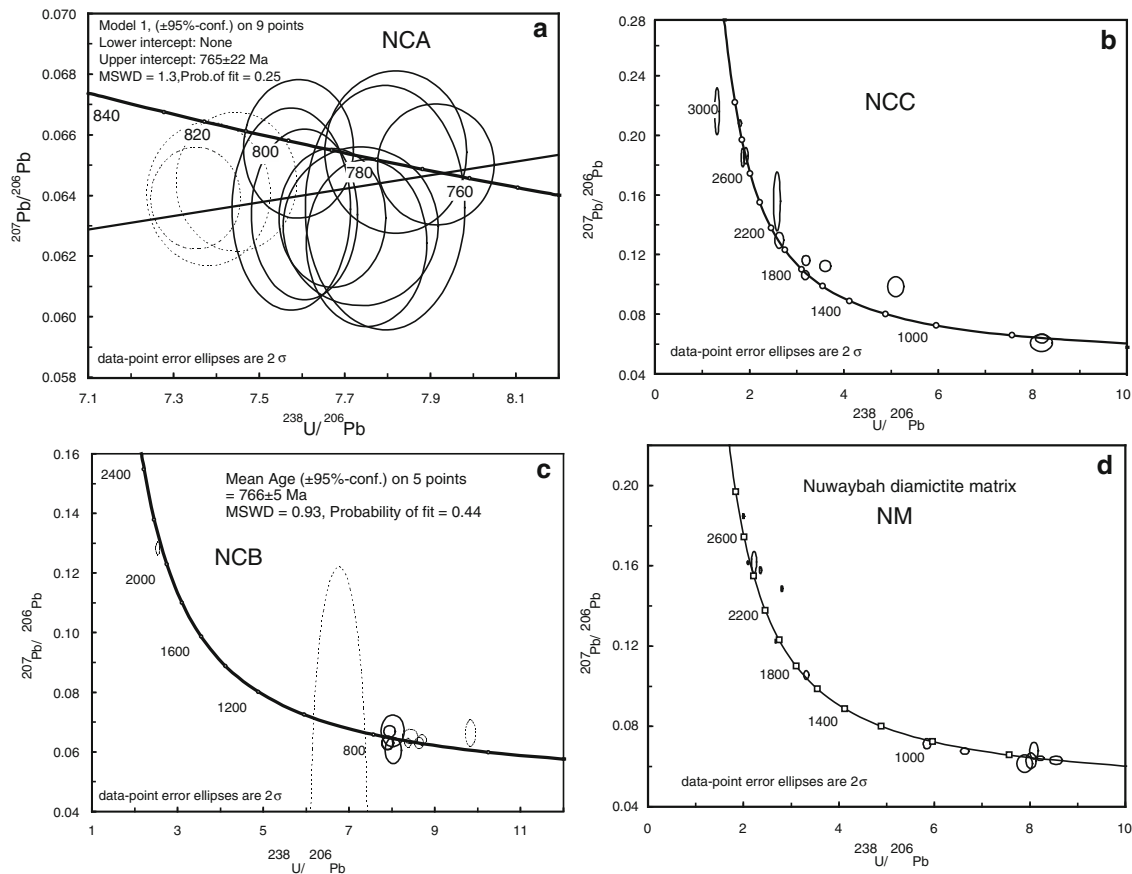 a
Model 1, (±95%-conf.) on 9 points
Lower intercept: None
Upper intercept: 765±22 Ma
MSWD = 1.3,Prob.of fit = 0.25
NCA
0.070
0.068
0.066
0.064
0.062
0.060
0.058
207Pb/206Pb
840
820
800
780
760
data-point error ellipses are 2 σ
7.1
7.3
7.5
7.7
7.9
8.1
238U/206Pb
b
NCC
0.28
0.24
0.20
0.16
0.12
0.08
0.04
207Pb/206Pb
3000
2600
2200
1800
1400
1000
data-point error ellipses are 2 σ
0
2
4
6
8
10
238U/206Pb
c
Mean Age (±95%-conf.) on 5 points
= 766±5 Ma
MSWD = 0.93, Probability of fit = 0.44
NCB
0.16
0.14
0.12
0.10
0.08
0.06
0.04
207Pb/ 206Pb
2400
2000
1600
1200
800
data-point error ellipses are 2σ
1
3
5
7
9
11
238U/ 206Pb
d
Nuwaybah diamictite matrix
NM
0.20
0.16
0.12
0.08
0.04
207Pb/ 206Pb
2600
2200
1800
1400
1000
data-point error ellipses are 2σ
0
2
4
6
8
10
238U/ 206Pb